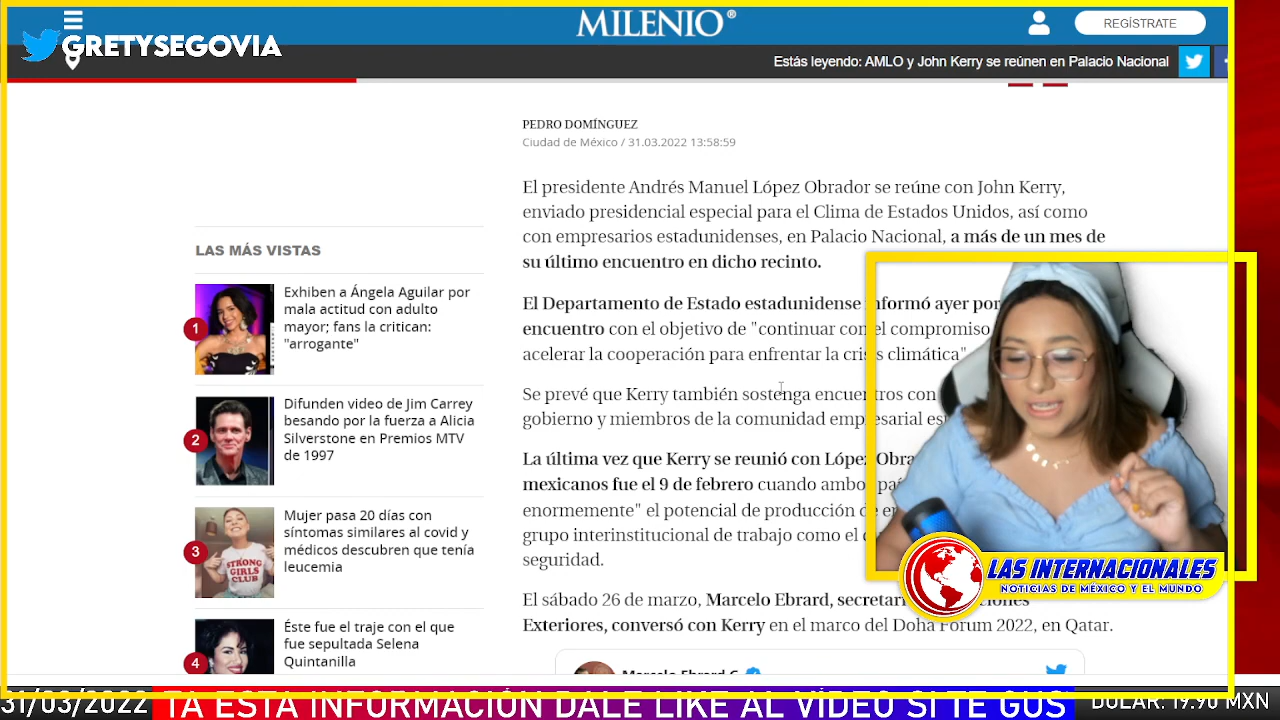 MILENIO®
REGÍSTRATE
GRETYSEGOVIA
Estás leyendo: AMLO y John Kerry se reúnen en Palacio Nacional
PEDRO DOMÍNGUEZ
Ciudad de México / 31.03.2022 13:58:59
El presidente Andrés Manuel López Obrador se reúne con John Kerry,
enviado presidencial especial para el Clima de Estados Unidos, así como
con empresarios estadunidenses, en Palacio Nacional, a más de un mes de
su último encuentro en dicho recinto.
El Departamento de Estado estadunidense informó ayer por
encuentro con el objetivo de "continuar con el compromiso
acelerar la cooperación para enfrentar la crisis climática"
Se prevé que Kerry también sostenga encuentros con
gobierno y miembros de la comunidad empresarial
La última vez que Kerry se reunió con López
mexicanos fue el 9 de febrero cuando ambos
enormemente" el potencial de producción de
grupo interinstitucional de trabajo como el
seguridad.
El sábado 26 de marzo, Marcelo Ebrard,
Exteriores, conversó con Kerry en el marco del Doha Forum 2022, en Qatar.
Marcelo Ebrard C.
LAS MÁS VISTAS
1
Exhiben a Ángela Aguilar por
mala actitud con adulto
mayor; fans la critican:
"arrogante"
2
Difunden video de Jim Carrey
besando por la fuerza a Alicia
Silverstone en Premios MTV
de 1997
3
Mujer pasa 20 días con
síntomas similares al covid y
médicos descubren que tenía
leucemia
STRONG
GIRLS
CLUB
4
Éste fue el traje con el que
fue sepultada Selena
Quintanilla
LAS INTERNACIONALES
NOTICIAS DE MÉXICO Y EL MUNDO
31/03/2022
TA ESTA INFORMACIÓN DALE LIKE AL VÍDEO SI TE GUS
DÓLAR: 19.90 MXN